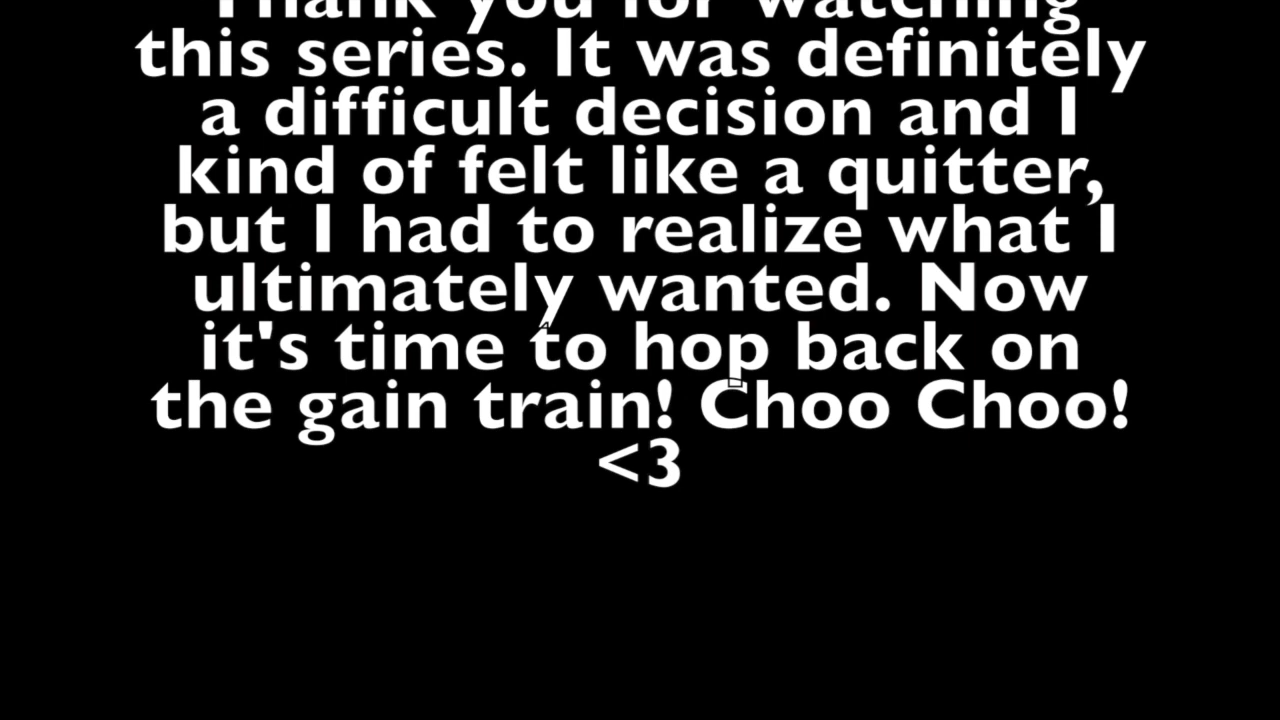 Thank you for watching
this series. It was definitely
a difficult decision and I
kind of felt like a quitter,
but I had to realize what I
ultimately wanted. Now
it's time to hop back on
the gain train! Choo Choo!
<3